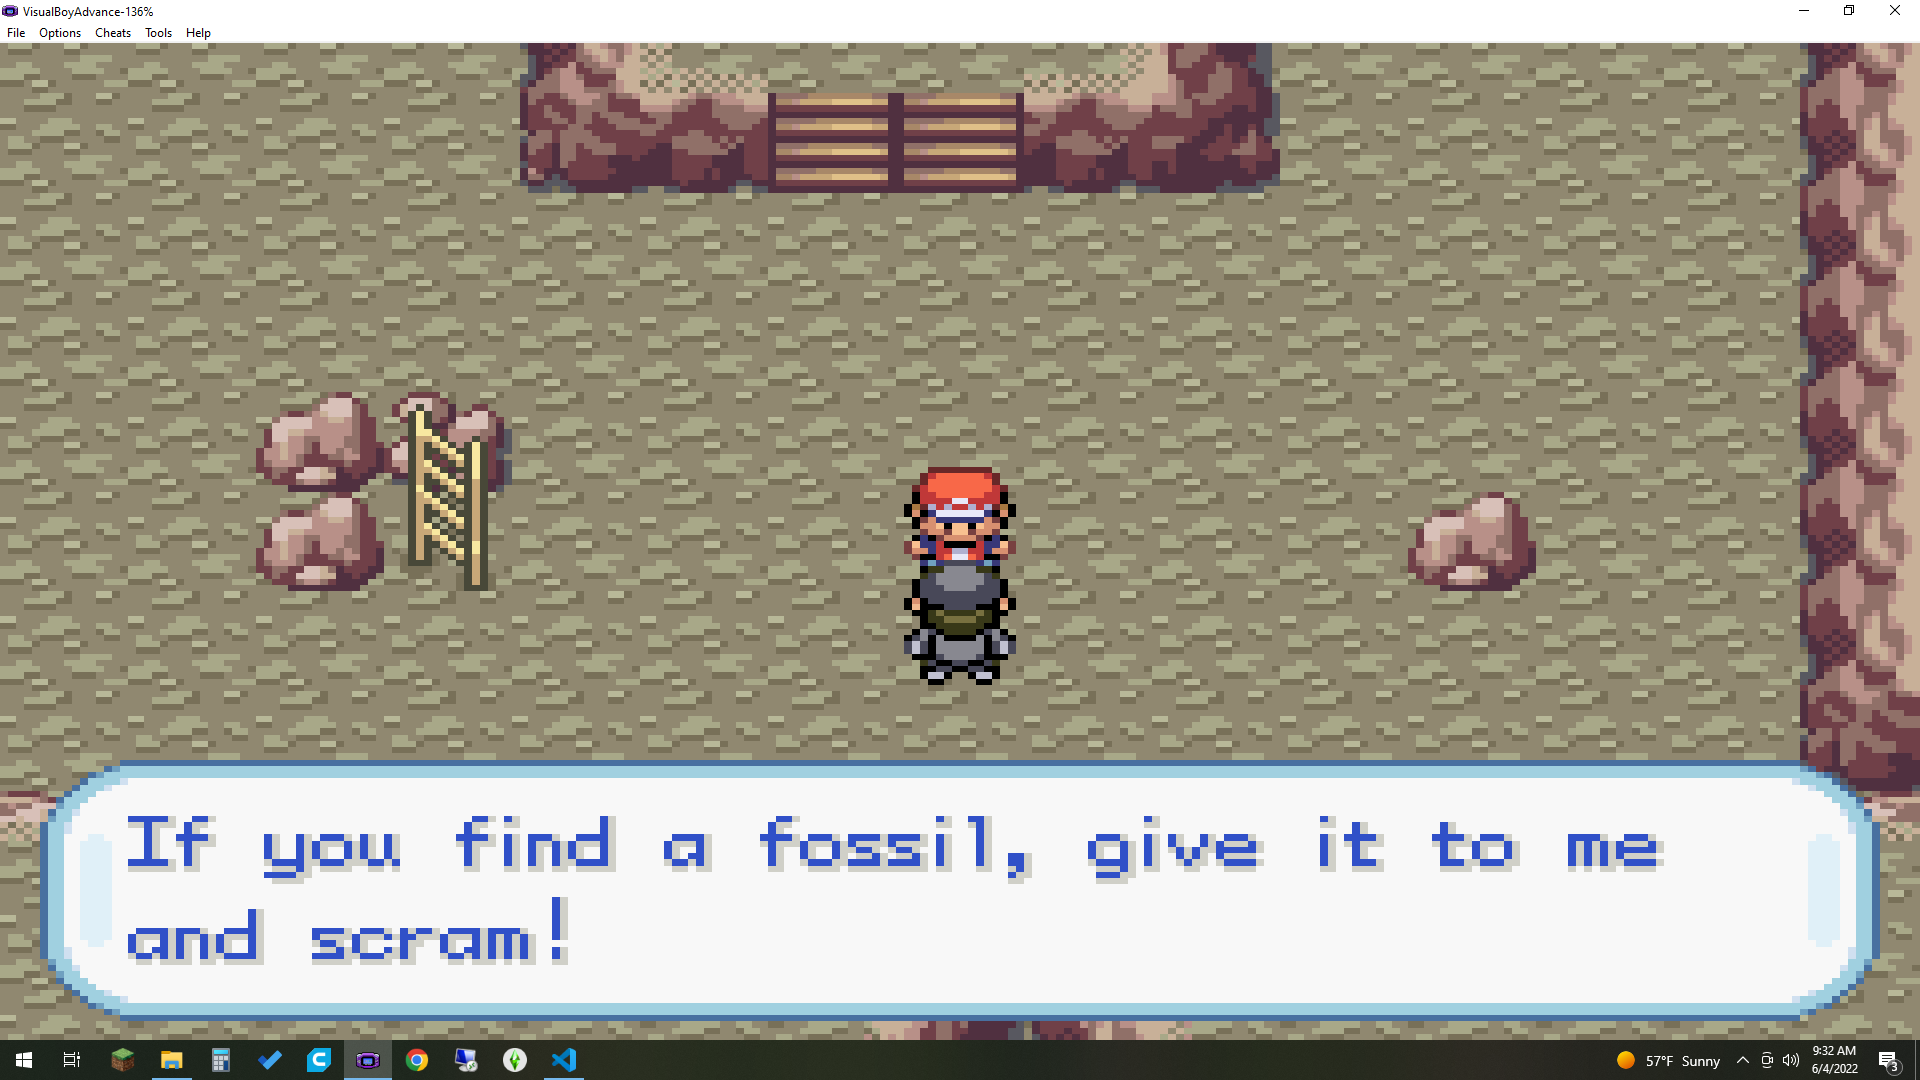 VisualBoyAdvance-136%
File Options Cheats Tools Help
If you find a fossil, give it to me
and scram!
57°F Sunny
9:32 AM
6/4/2022
3